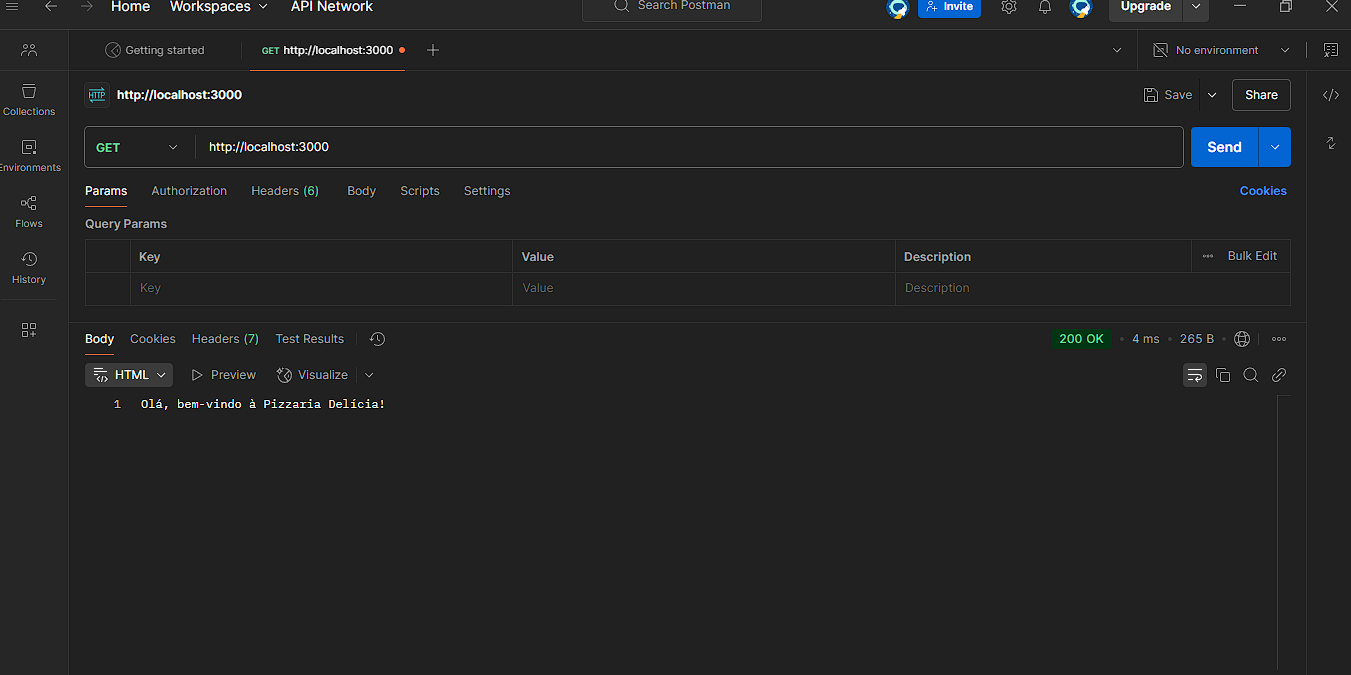 Home Workspaces API Network Search Postman Invite Upgrade
Getting started GET http://localhost:3000 No environment
HTTP http://localhost:3000 Save Share
Collections
GET http://localhost:3000 Send
Environments
Params Authorization Headers (6) Body Scripts Settings Cookies
Flows
Query Params
Key Value Description Bulk Edit
History
Key Value Description
Body Cookies Headers (7) Test Results 200 OK • 4 ms • 265 B •
HTML Preview Visualize
1 Olá, bem-vindo à Pizzaria Delícia!